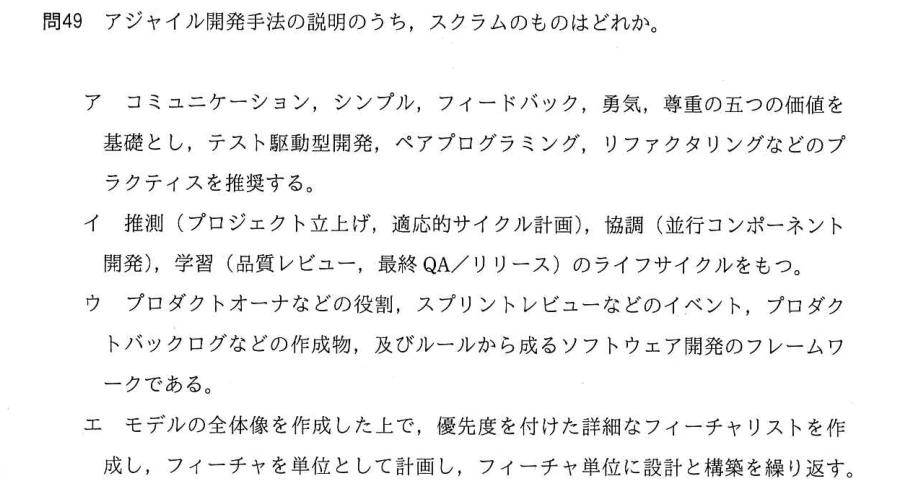 問49 アジャイル開発手法の説明のうち，スクラムのものはどれか。
ア コミュニケーション，シンプル，フィードバック，勇気，尊重の五つの価値を
基礎とし，テスト駆動型開発，ペアプログラミング，リファクタリングなどのプ
ラクティスを推奨する。
イ 推測（プロジェクト立上げ，適応的サイクル計画），協調（並行コンポーネント
開発），学習（品質レビュー，最終 QA／リリース）のライフサイクルをもつ。
ウ プロダクトオーナなどの役割，スプリントレビューなどのイベント，プロダク
トバックログなどの作成物，及びルールから成るソフトウェア開発のフレームワ
ークである。
エ モデルの全体像を作成した上で，優先度を付けた詳細なフィーチャリストを作
成し，フィーチャを単位として計画し，フィーチャ単位に設計と構築を繰り返す。